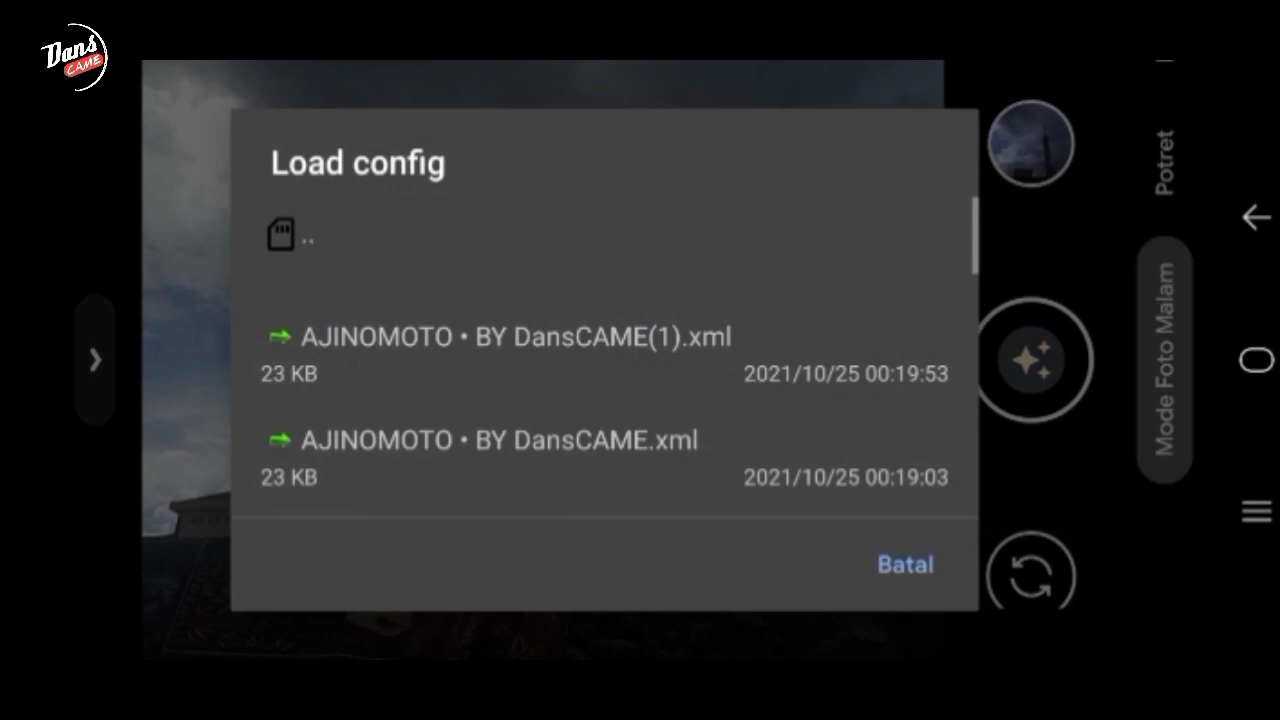 Dans
CAME
Load config
..
AJINOMOTO • BY DansCAME(1).xml
23 KB
2021/10/25 00:19:53
AJINOMOTO • BY DansCAME.xml
23 KB
2021/10/25 00:19:03
Batal
Potret
Mode Foto Malam